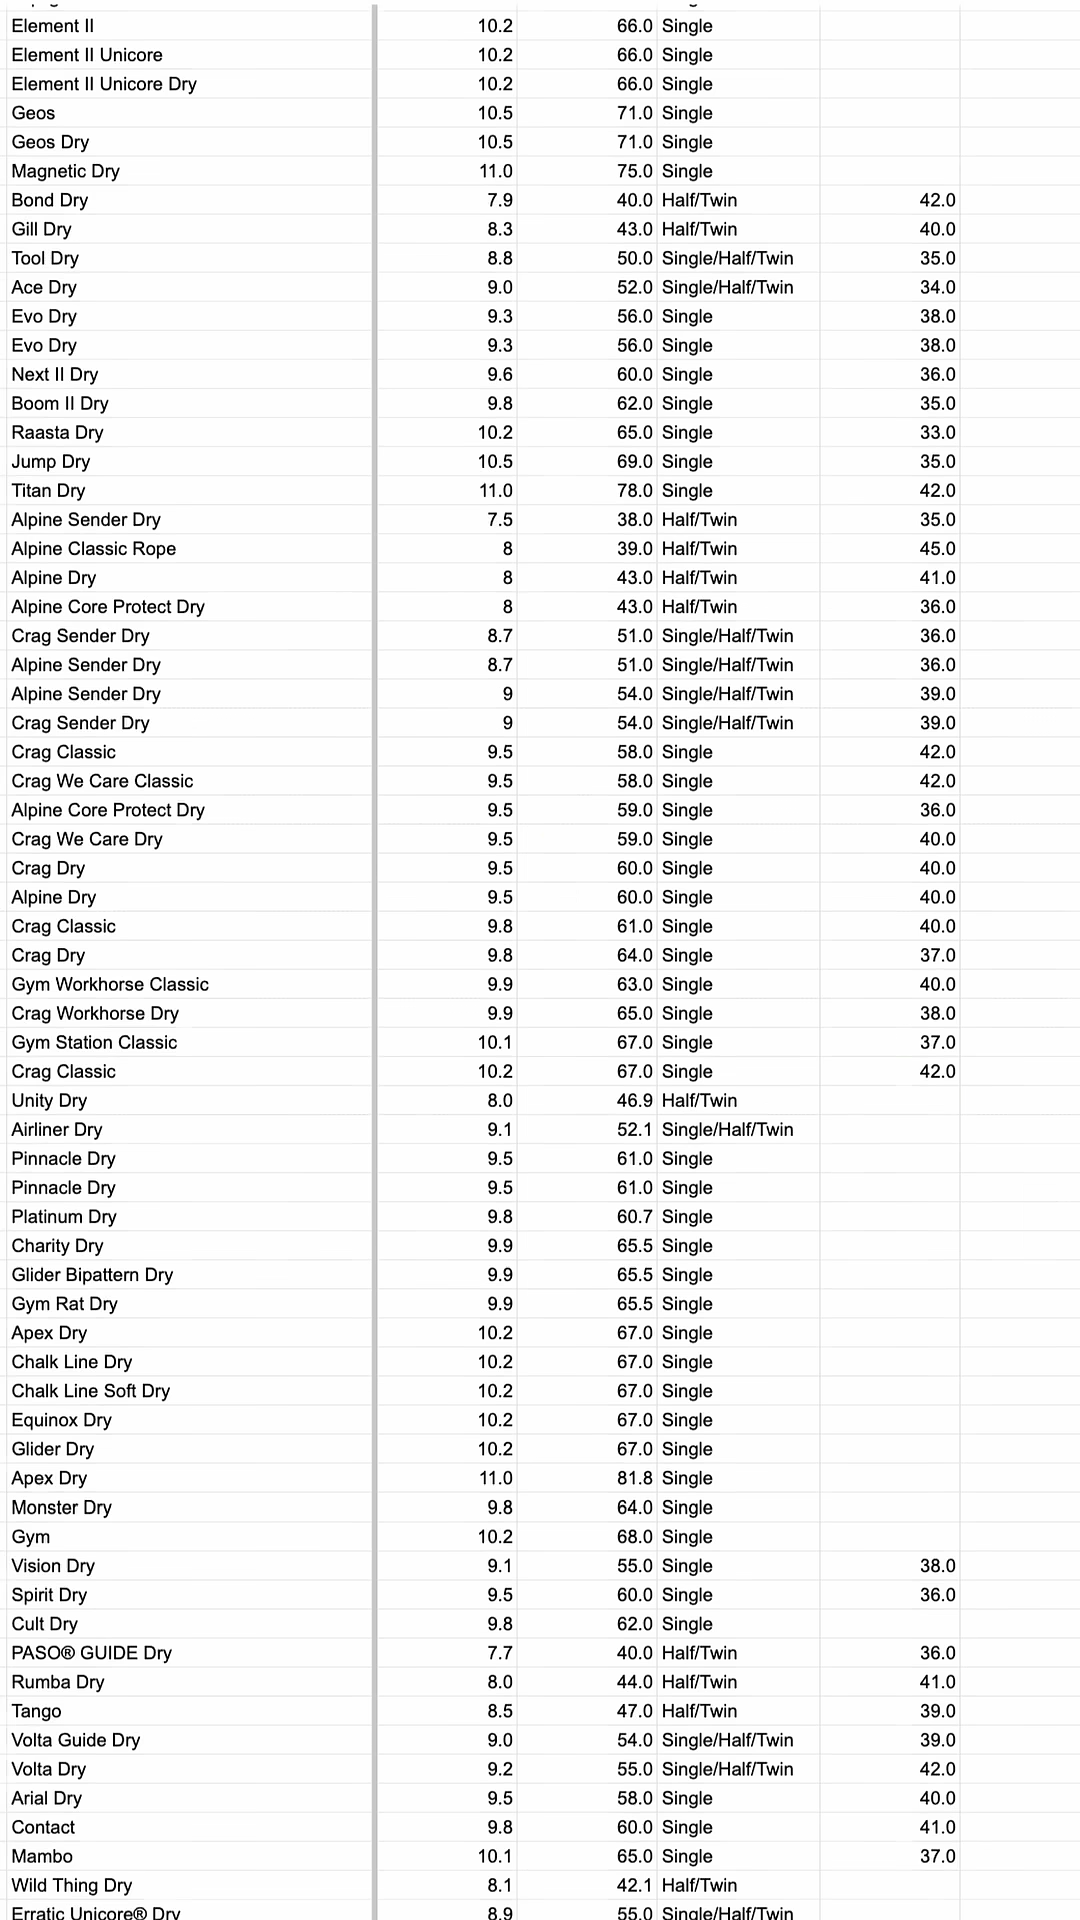 Element II 10.2 66.0 Single
Element II Unicore 10.2 66.0 Single
Element II Unicore Dry 10.2 66.0 Single
Geos 10.5 71.0 Single
Geos Dry 10.5 71.0 Single
Magnetic Dry 11.0 75.0 Single
Bond Dry 7.9 40.0 Half/Twin 42.0
Gill Dry 8.3 43.0 Half/Twin 40.0
Tool Dry 8.8 50.0 Single/Half/Twin 35.0
Ace Dry 9.0 52.0 Single/Half/Twin 34.0
Evo Dry 9.3 56.0 Single 38.0
Evo Dry 9.3 56.0 Single 38.0
Next II Dry 9.6 60.0 Single 36.0
Boom II Dry 9.8 62.0 Single 35.0
Raasta Dry 10.2 65.0 Single 33.0
Jump Dry 10.5 69.0 Single 35.0
Titan Dry 11.0 78.0 Single 42.0
Alpine Sender Dry 7.5 38.0 Half/Twin 35.0
Alpine Classic Rope 8 39.0 Half/Twin 45.0
Alpine Dry 8 43.0 Half/Twin 41.0
Alpine Core Protect Dry 8 43.0 Half/Twin 36.0
Crag Sender Dry 8.7 51.0 Single/Half/Twin 36.0
Alpine Sender Dry 8.7 51.0 Single/Half/Twin 36.0
Alpine Sender Dry 9 54.0 Single/Half/Twin 39.0
Crag Sender Dry 9 54.0 Single/Half/Twin 39.0
Crag Classic 9.5 58.0 Single 42.0
Crag We Care Classic 9.5 58.0 Single 42.0
Alpine Core Protect Dry 9.5 59.0 Single 36.0
Crag We Care Dry 9.5 59.0 Single 40.0
Crag Dry 9.5 60.0 Single 40.0
Alpine Dry 9.5 60.0 Single 40.0
Crag Classic 9.8 61.0 Single 40.0
Crag Dry 9.8 64.0 Single 37.0
Gym Workhorse Classic 9.9 63.0 Single 40.0
Crag Workhorse Dry 9.9 65.0 Single 38.0
Gym Station Classic 10.1 67.0 Single 37.0
Crag Classic 10.2 67.0 Single 42.0
Unity Dry 8.0 46.9 Half/Twin
Airliner Dry 9.1 52.1 Single/Half/Twin
Pinnacle Dry 9.5 61.0 Single
Pinnacle Dry 9.5 61.0 Single
Platinum Dry 9.8 60.7 Single
Charity Dry 9.9 65.5 Single
Glider Bipattern Dry 9.9 65.5 Single
Gym Rat Dry 9.9 65.5 Single
Apex Dry 10.2 67.0 Single
Chalk Line Dry 10.2 67.0 Single
Chalk Line Soft Dry 10.2 67.0 Single
Equinox Dry 10.2 67.0 Single
Glider Dry 10.2 67.0 Single
Apex Dry 11.0 81.8 Single
Monster Dry 9.8 64.0 Single
Gym 10.2 68.0 Single
Vision Dry 9.1 55.0 Single 38.0
Spirit Dry 9.5 60.0 Single 36.0
Cult Dry 9.8 62.0 Single
PASO® GUIDE Dry 7.7 40.0 Half/Twin 36.0
Rumba Dry 8.0 44.0 Half/Twin 41.0
Tango 8.5 47.0 Half/Twin 39.0
Volta Guide Dry 9.0 54.0 Single/Half/Twin 39.0
Volta Dry 9.2 55.0 Single/Half/Twin 42.0
Arial Dry 9.5 58.0 Single 40.0
Contact 9.8 60.0 Single 41.0
Mambo 10.1 65.0 Single 37.0
Wild Thing Dry 8.1 42.1 Half/Twin
Erratic Unicore® Dry 8.9 55.0 Single/Half/Twin